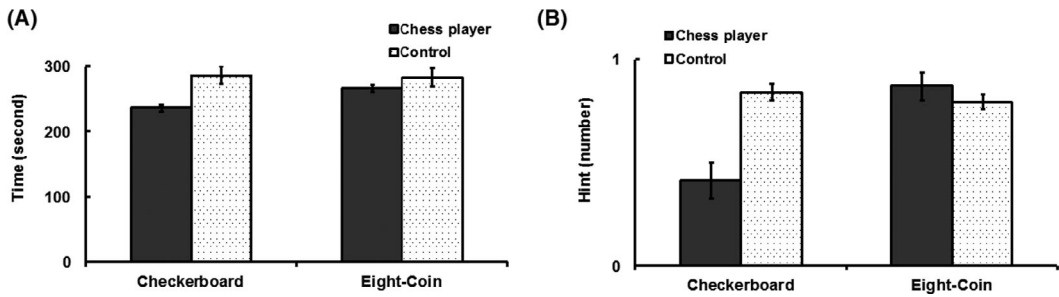 (A)
Chess player
Control
Time (second)
300
200
100
0
Checkerboard
Eight-Coin
(B)
Chess player
Control
Hint (number)
1
0
Checkerboard
Eight-Coin